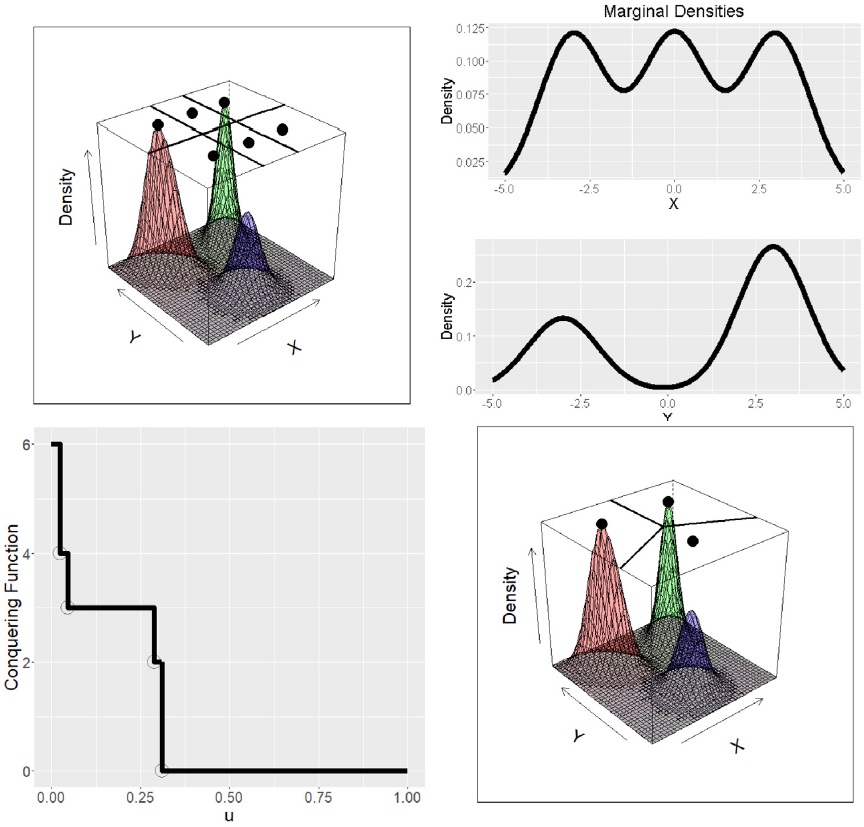 Density
Y
X
Marginal Densities
Density
0.125
0.100
0.075
0.050
0.025
-5.0 -2.5 0.0 2.5 5.0
X
Density
0.2
0.1
0.0
-5.0 -2.5 0.0 2.5 5.0
Y
Conquering Function
6
4
2
0
0.00 0.25 0.50 0.75 1.00
u
Density
Y
X